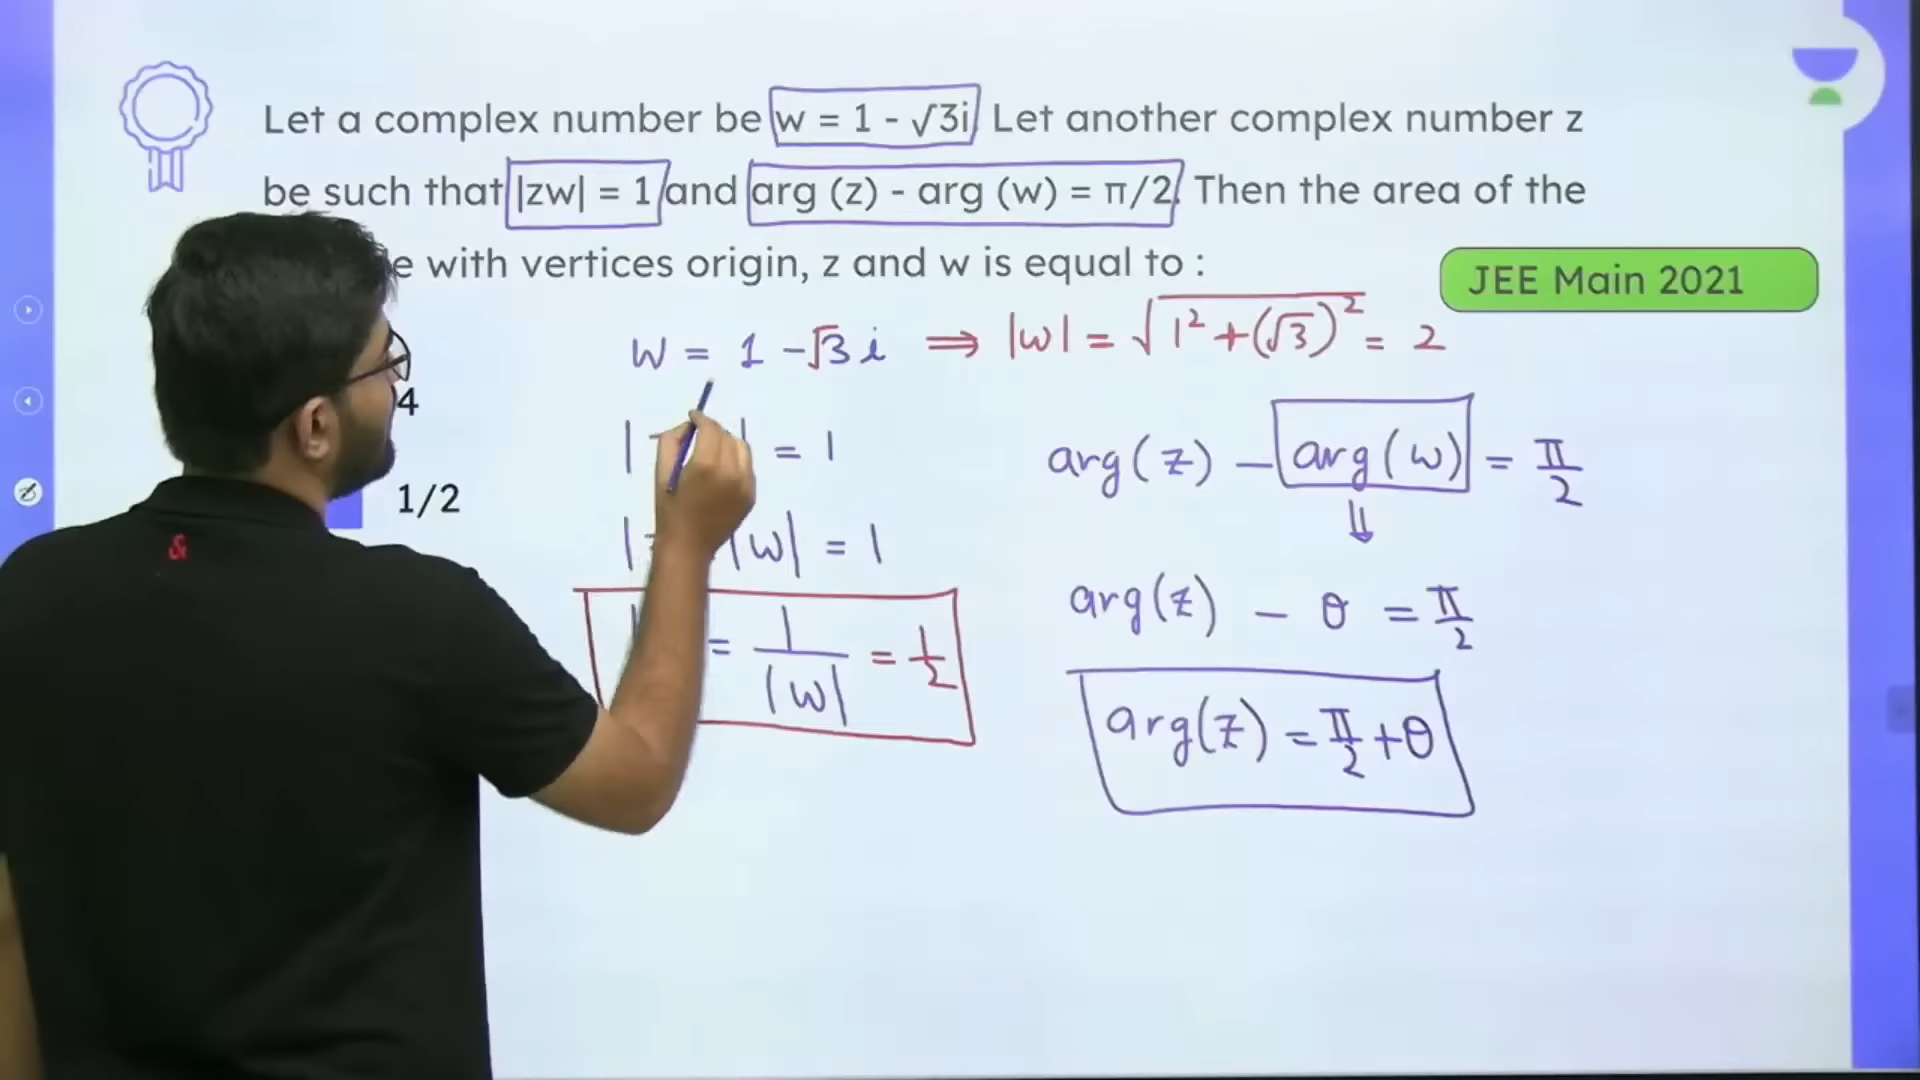 Let a complex number be w = 1 - √3i Let another complex number z
be such that |zw| = 1 and arg (z) - arg (w) = π/2. Then the area of the
with vertices origin, z and w is equal to :
JEE Main 2021
w = 1 - √3 i ⟹ |w| = √(1² + (√3)²) = 2
4
= 1
arg(z) - arg(w) = π/2
⇓
1/2
|w| = 1
arg(z) - θ = π/2
= 1/|w| = 1/2
arg(z) = π/2 + θ
&